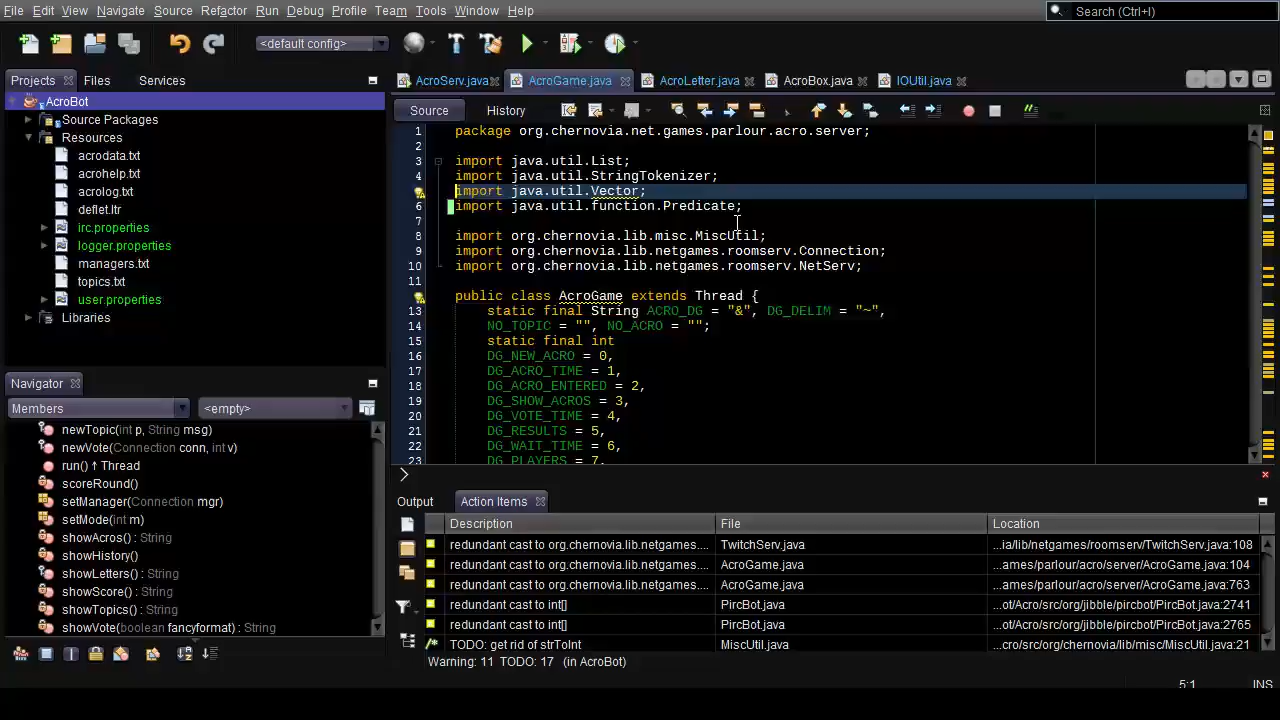 File Edit View Navigate Source Refactor Run Debug Profile Team Tools Window Help
Search (Ctrl+I)
<default config>
Projects Files Services
AcroBot
Source Packages
Resources
acrodata.txt
acrohelp.txt
acrolog.txt
deflet.ltr
irc.properties
logger.properties
managers.txt
topics.txt
user.properties
Libraries
Navigator
Members <empty>
newTopic(int p, String msg)
newVote(Connection conn, int v)
run() ↑ Thread
scoreRound()
setManager(Connection mgr)
setMode(int m)
showAcros() : String
showHistory()
showLetters() : String
showScore() : String
showTopics() : String
showVote(boolean fancyformat) : String
AcroServ.java AcroGame.java AcroLetter.java AcroBox.java IOUtil.java
Source History
1 package org.chernovia.net.games.parlour.acro.server;
2
3 import java.util.List;
4 import java.util.StringTokenizer;
import java.util.Vector;
6 import java.util.function.Predicate;
7
8 import org.chernovia.lib.misc.MiscUtil;
9 import org.chernovia.lib.netgames.roomserv.Connection;
10 import org.chernovia.lib.netgames.roomserv.NetServ;
11
public class AcroGame extends Thread {
13 static final String ACRO_DG = "&", DG_DELIM = "~",
14 NO_TOPIC = "", NO_ACRO = "";
15 static final int
16 DG_NEW_ACRO = 0,
17 DG_ACRO_TIME = 1,
18 DG_ACRO_ENTERED = 2,
19 DG_SHOW_ACROS = 3,
20 DG_VOTE_TIME = 4,
21 DG_RESULTS = 5,
22 DG_WAIT_TIME = 6,
23 DG_PLAYERS = 7,
Output Action Items
Description File Location
redundant cast to org.chernovia.lib.netgames.... TwitchServ.java ...ia/lib/netgames/roomserv/TwitchServ.java:108
redundant cast to org.chernovia.lib.netgames.... AcroGame.java ...ames/parlour/acro/server/AcroGame.java:104
redundant cast to org.chernovia.lib.netgames.... AcroGame.java ...ames/parlour/acro/server/AcroGame.java:763
redundant cast to int[] PircBot.java ...ot/Acro/src/org/jibble/pircbot/PircBot.java:2741
redundant cast to int[] PircBot.java ...ot/Acro/src/org/jibble/pircbot/PircBot.java:2765
TODO: get rid of strToInt MiscUtil.java ...cro/src/org/chernovia/lib/misc/MiscUtil.java:21
Warning: 11 TODO: 17 (in AcroBot)
5:1 INS